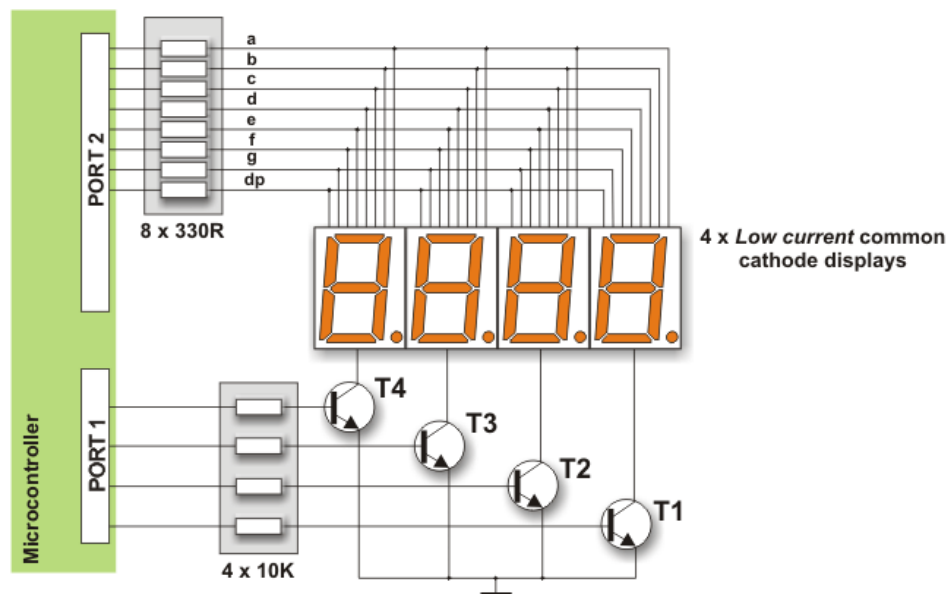 a
b
c
d
e
f
g
dp
PORT 2
8 x 330R
4 x Low current common
cathode displays
T4
T3
T2
T1
PORT 1
Microcontroller
4 x 10K